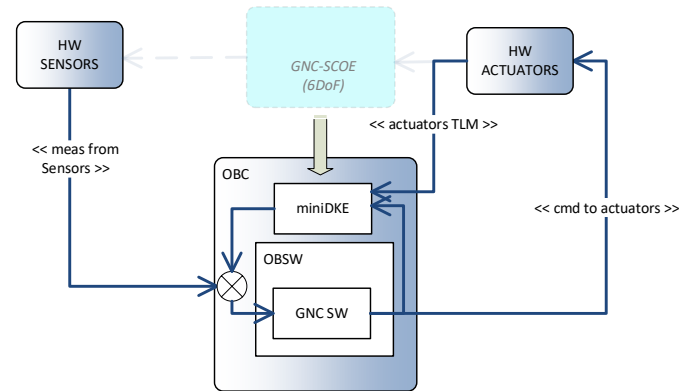 HW
SENSORS
GNC-SCOE
(6DoF)
HW
ACTUATORS
<< actuators TLM >>
<< meas from
Sensors >>
OBC
miniDKE
<< cmd to actuators >>
OBSW
GNC SW